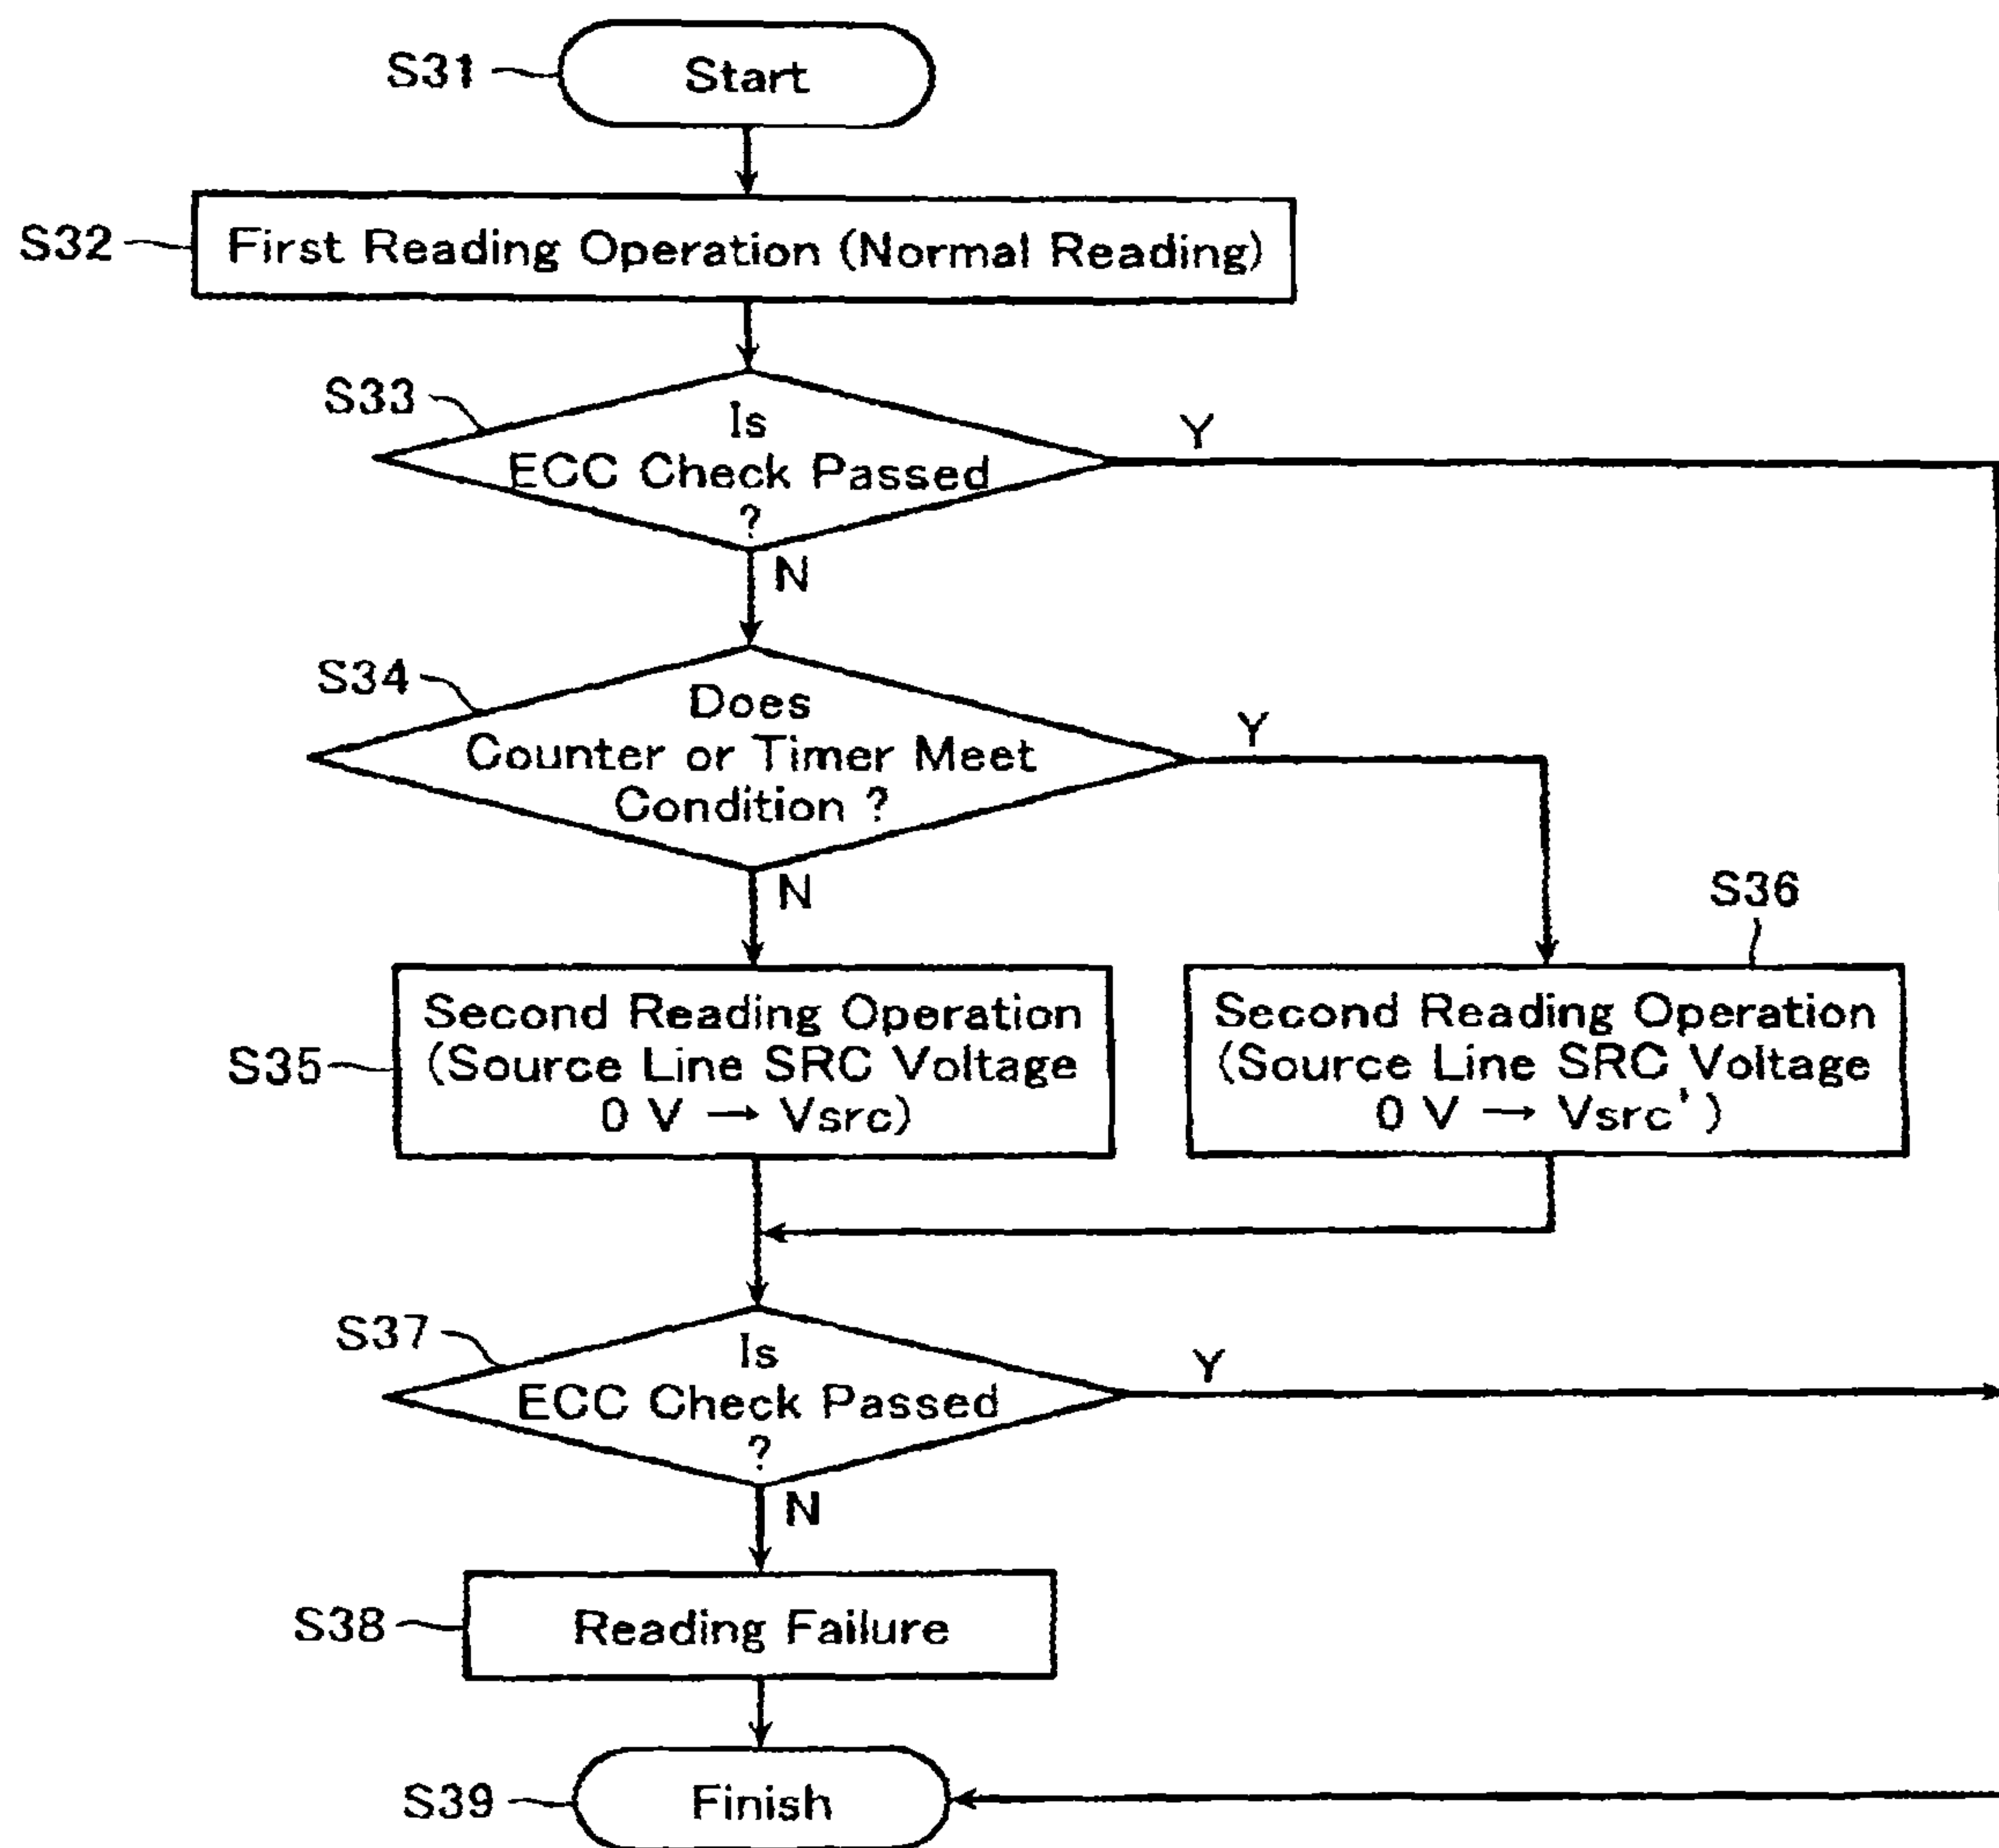 S31
Start
S32
First Reading Operation (Normal Reading)
S33
Is
ECC Check Passed
?
Y
N
S34
Does
Counter or Timer Meet
Condition ?
Y
N
S35
Second Reading Operation
(Source Line SRC Voltage
0 V → Vsrc)
S36
Second Reading Operation
(Source Line SRC Voltage
0 V → Vsrc')
S37
Is
ECC Check Passed
?
Y
N
S38
Reading Failure
S39
Finish